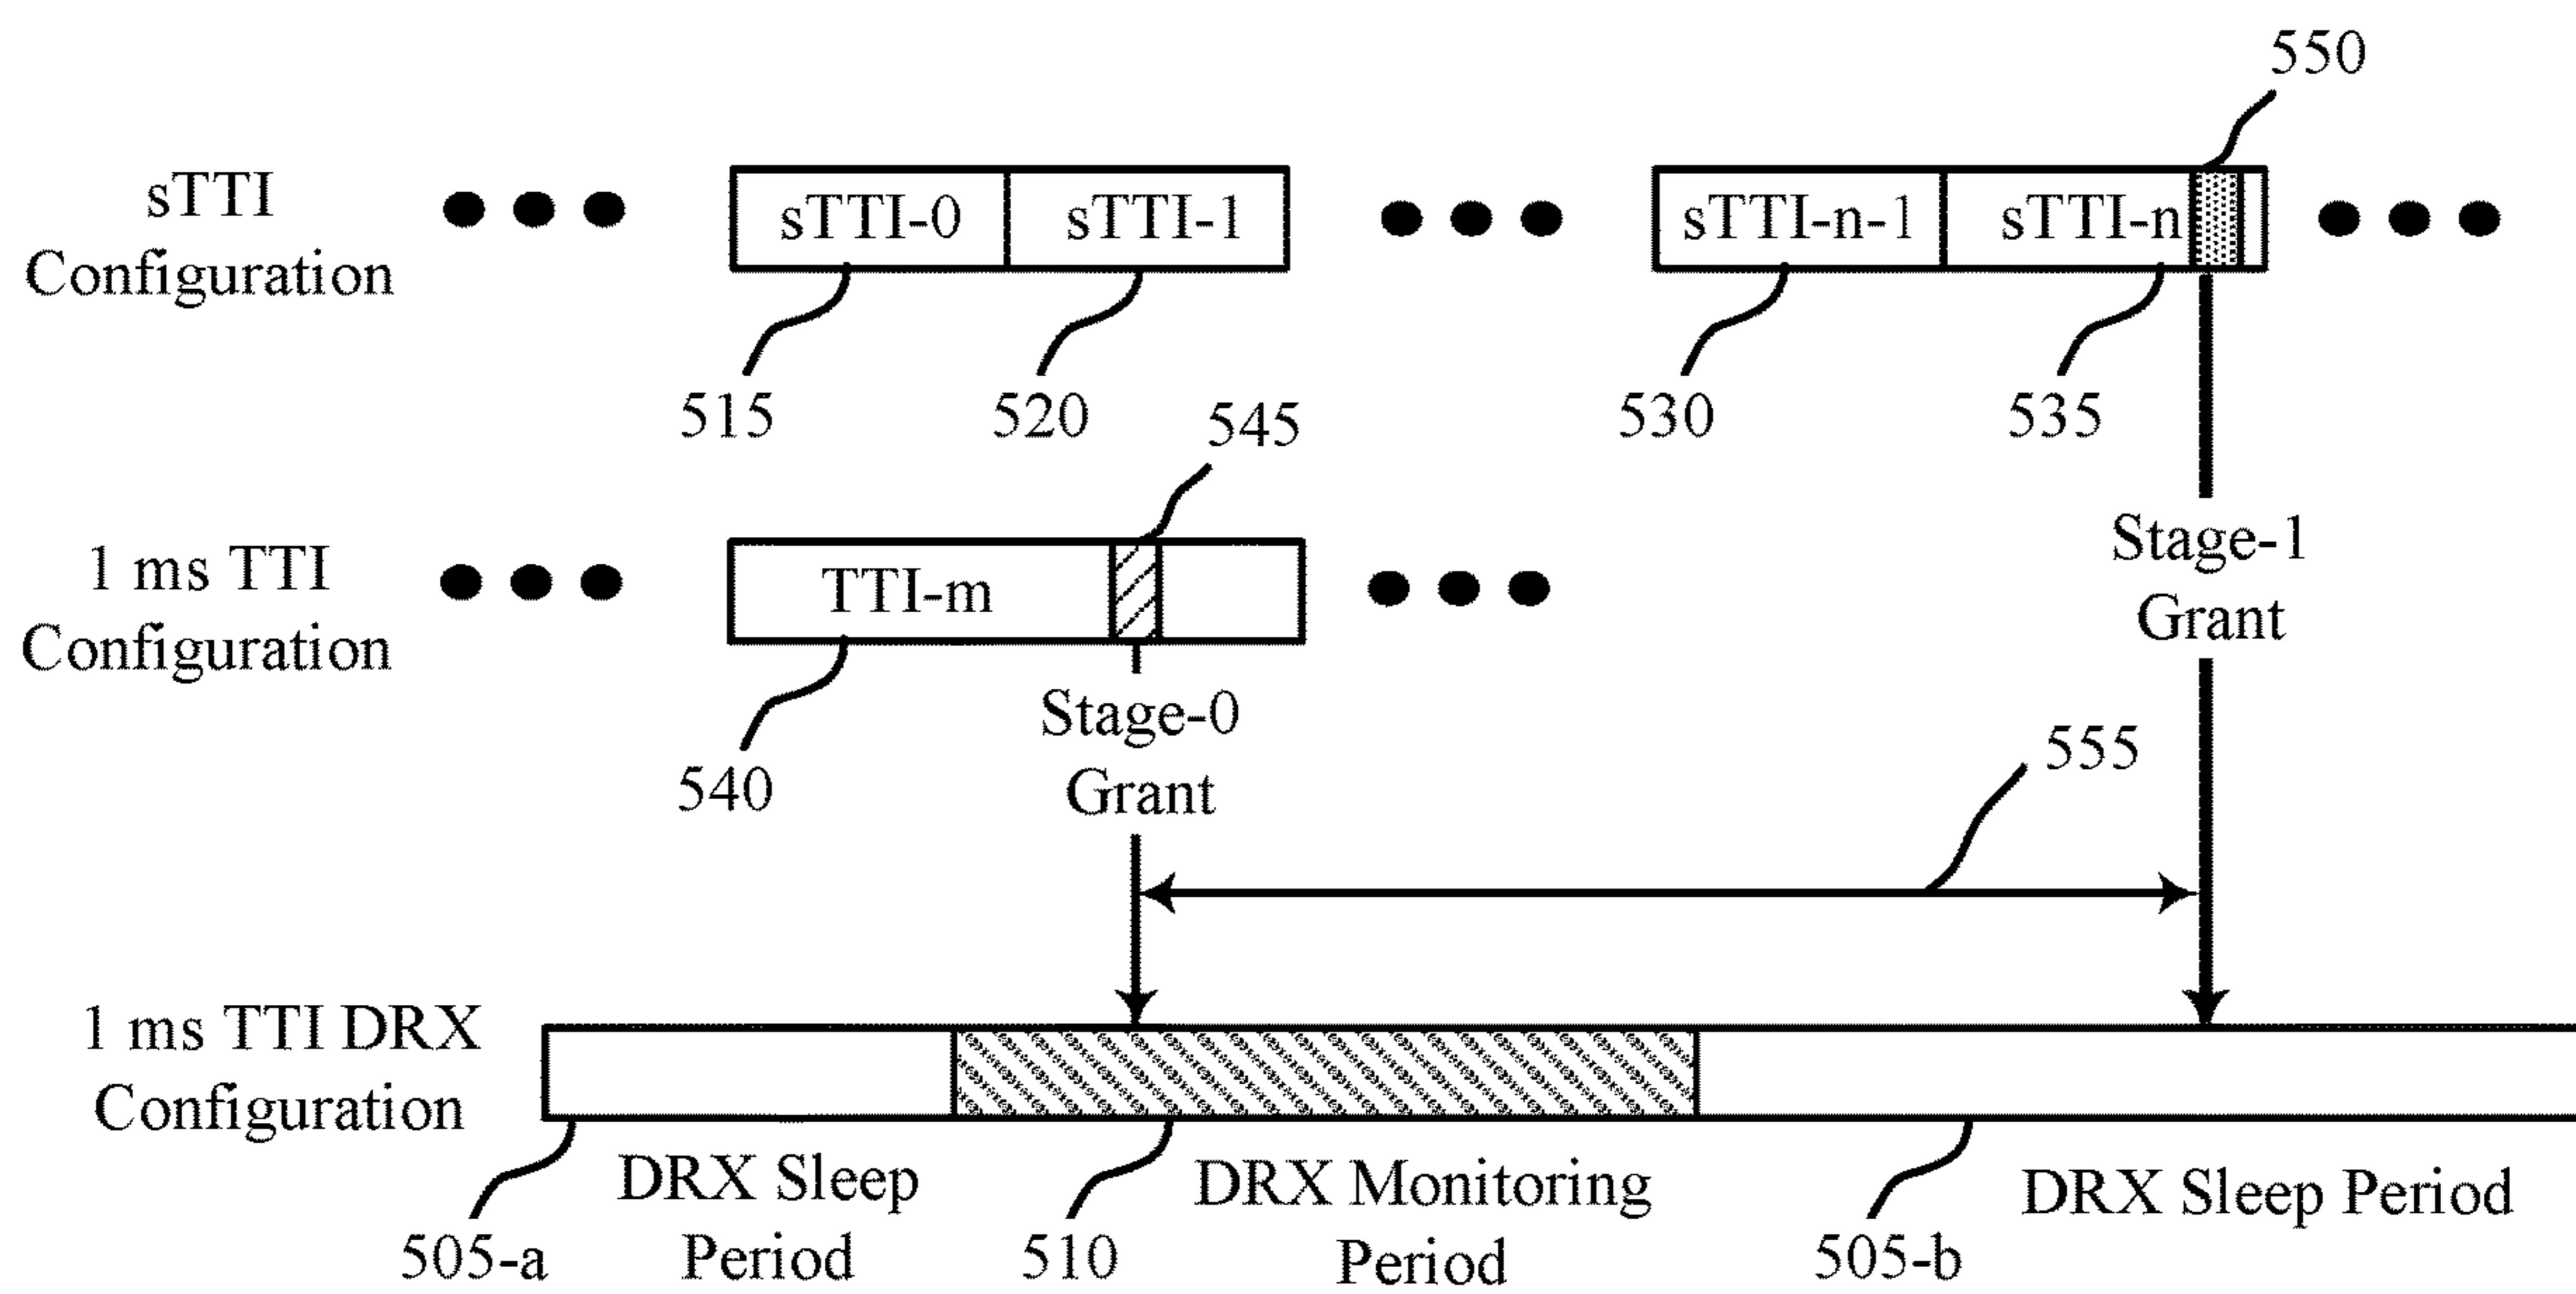 550
sTTI
Configuration
sTTI-0
sTTI-1
sTTI-n-1
sTTI-n
515
520
545
530
535
1 ms TTI
Configuration
TTI-m
540
Stage-0
Grant
Stage-1
Grant
555
1 ms TTI DRX
Configuration
505-a
DRX Sleep
Period
510
DRX Monitoring
Period
505-b
DRX Sleep Period